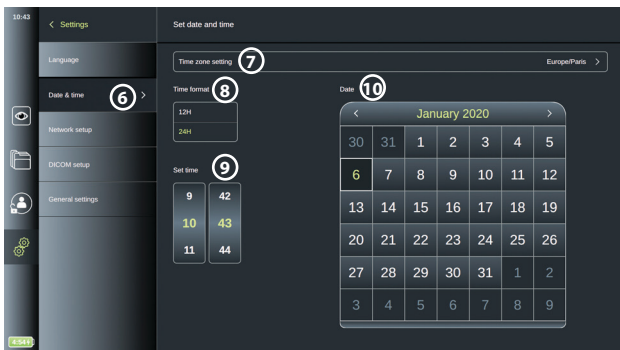 10:43
Settings
Language
Date & time 6
Network setup
DICOM setup
General settings
4:54+
Set date and time
Time zone setting 7 Europe/Paris
Time format 8
12H
24H
Set time 9
9 42
10 43
11 44
Date 10
January 2020
30 31 1 2 3 4 5
6 7 8 9 10 11 12
13 14 15 16 17 18 19
20 21 22 23 24 25 26
27 28 29 30 31 1 2
3 4 5 6 7 8 9